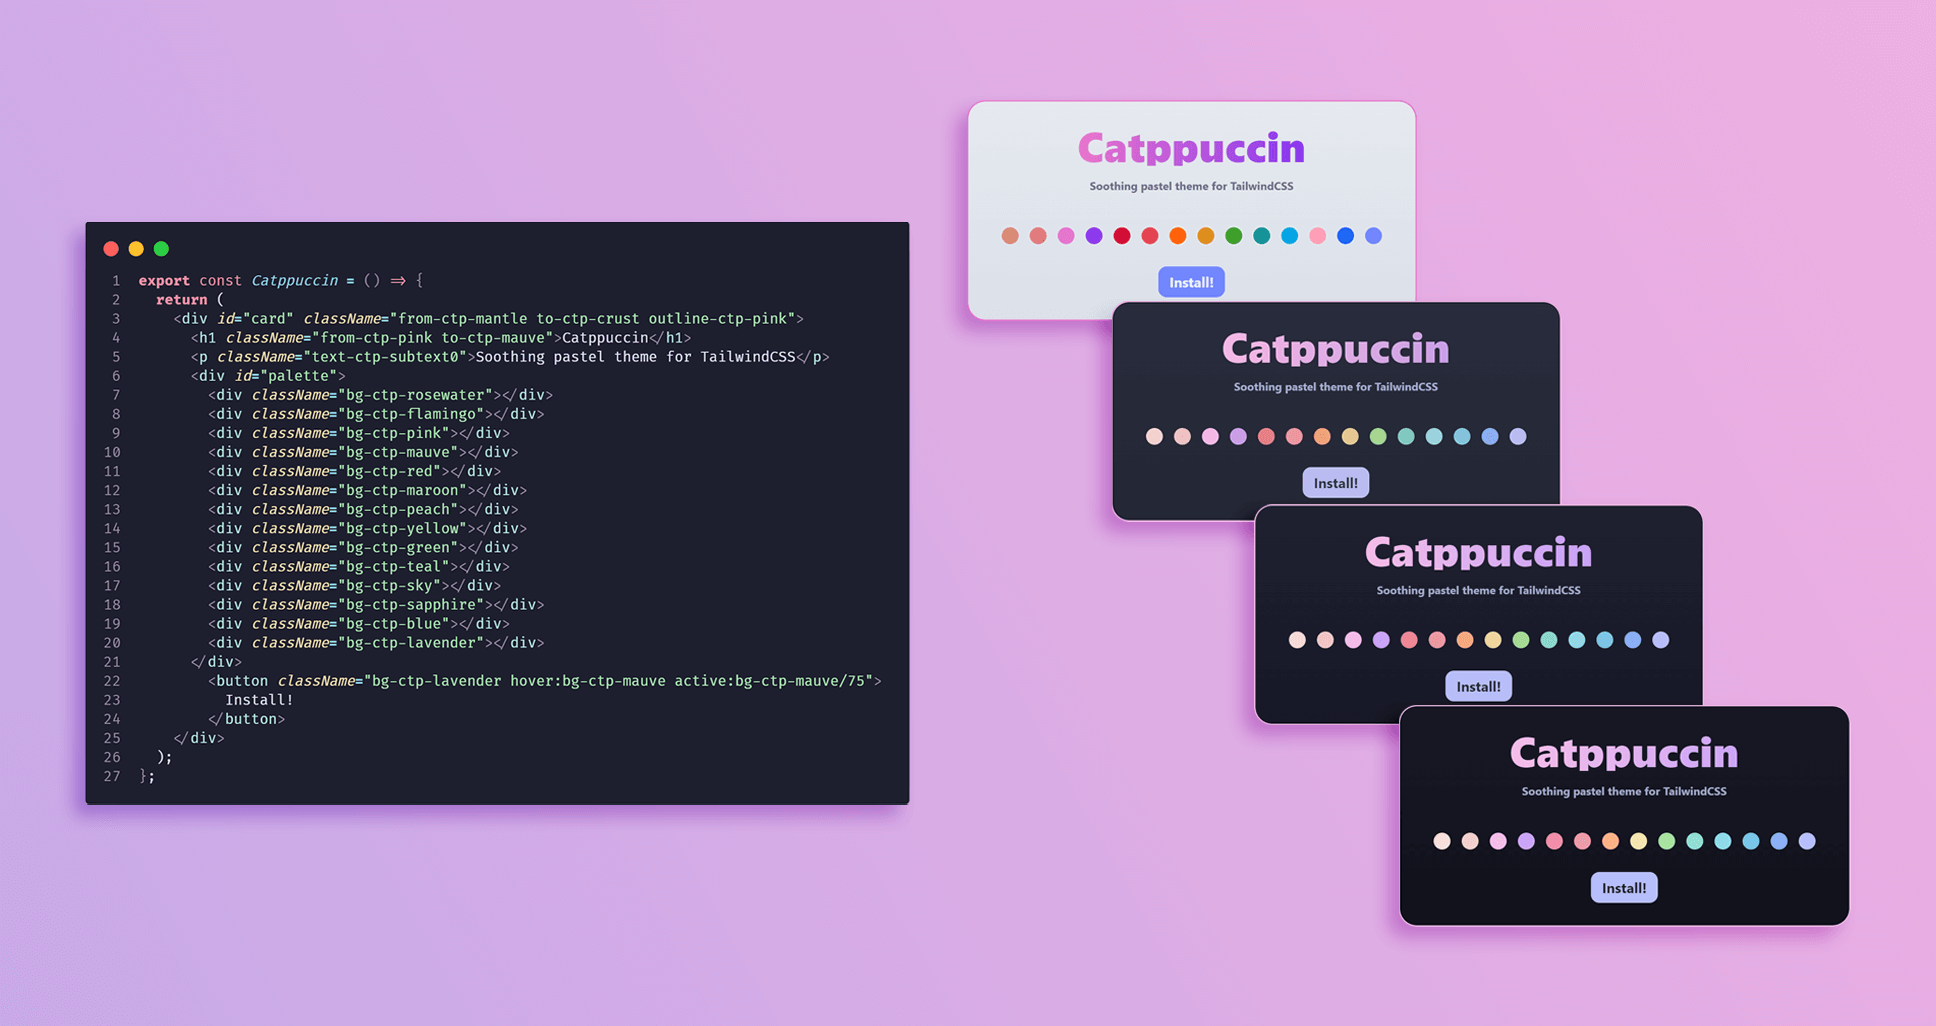 1 export const Catppuccin = () => {
2 return (
3 <div id="card" className="from-ctp-mantle to-ctp-crust outline-ctp-pink">
4 <h1 className="from-ctp-pink to-ctp-mauve">Catppuccin</h1>
5 <p className="text-ctp-subtext0">Soothing pastel theme for TailwindCSS</p>
6 <div id="palette">
7 <div className="bg-ctp-rosewater"></div>
8 <div className="bg-ctp-flamingo"></div>
9 <div className="bg-ctp-pink"></div>
10 <div className="bg-ctp-mauve"></div>
11 <div className="bg-ctp-red"></div>
12 <div className="bg-ctp-maroon"></div>
13 <div className="bg-ctp-peach"></div>
14 <div className="bg-ctp-yellow"></div>
15 <div className="bg-ctp-green"></div>
16 <div className="bg-ctp-teal"></div>
17 <div className="bg-ctp-sky"></div>
18 <div className="bg-ctp-sapphire"></div>
19 <div className="bg-ctp-blue"></div>
20 <div className="bg-ctp-lavender"></div>
21 </div>
22 <button className="bg-ctp-lavender hover:bg-ctp-mauve active:bg-ctp-mauve/75">
23 Install!
24 </button>
25 </div>
26 );
27 };
Catppuccin
Soothing pastel theme for TailwindCSS
Install!
Catppuccin
Soothing pastel theme for TailwindCSS
Install!
Catppuccin
Soothing pastel theme for TailwindCSS
Install!
Catppuccin
Soothing pastel theme for TailwindCSS
Install!